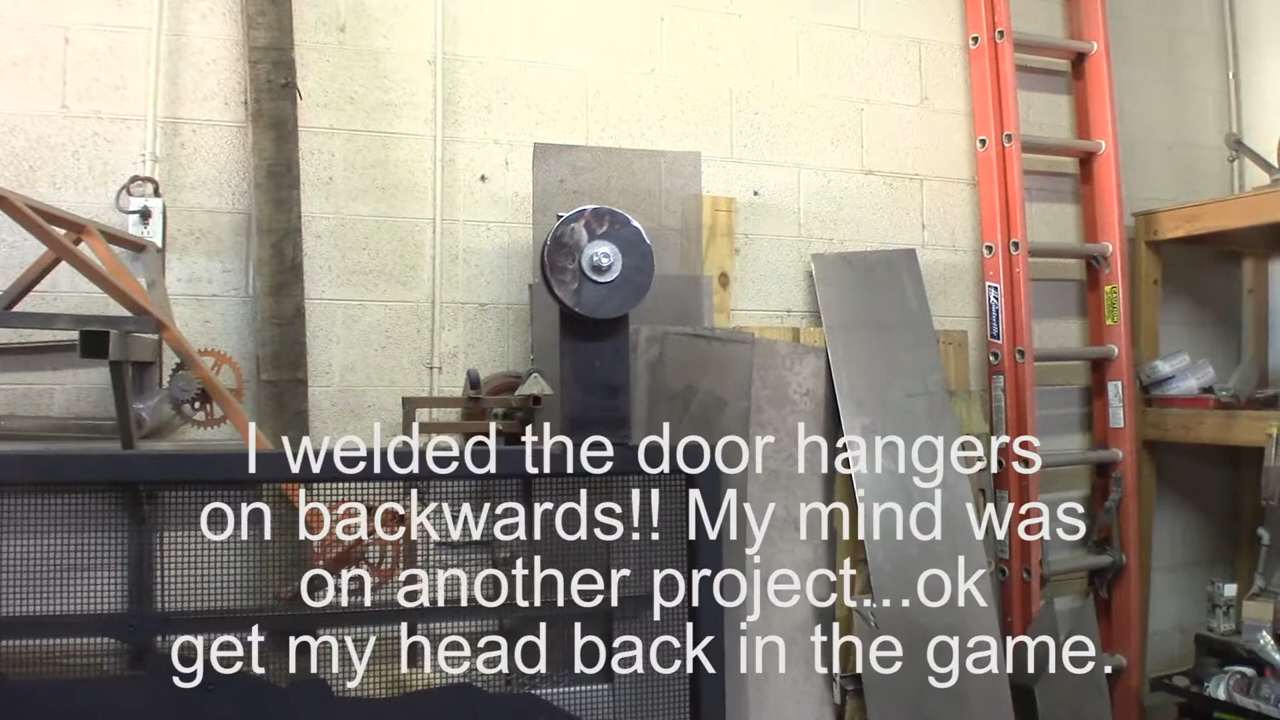 I welded the door hangers
on backwards!! My mind was
on another project...ok
get my head back in the game.